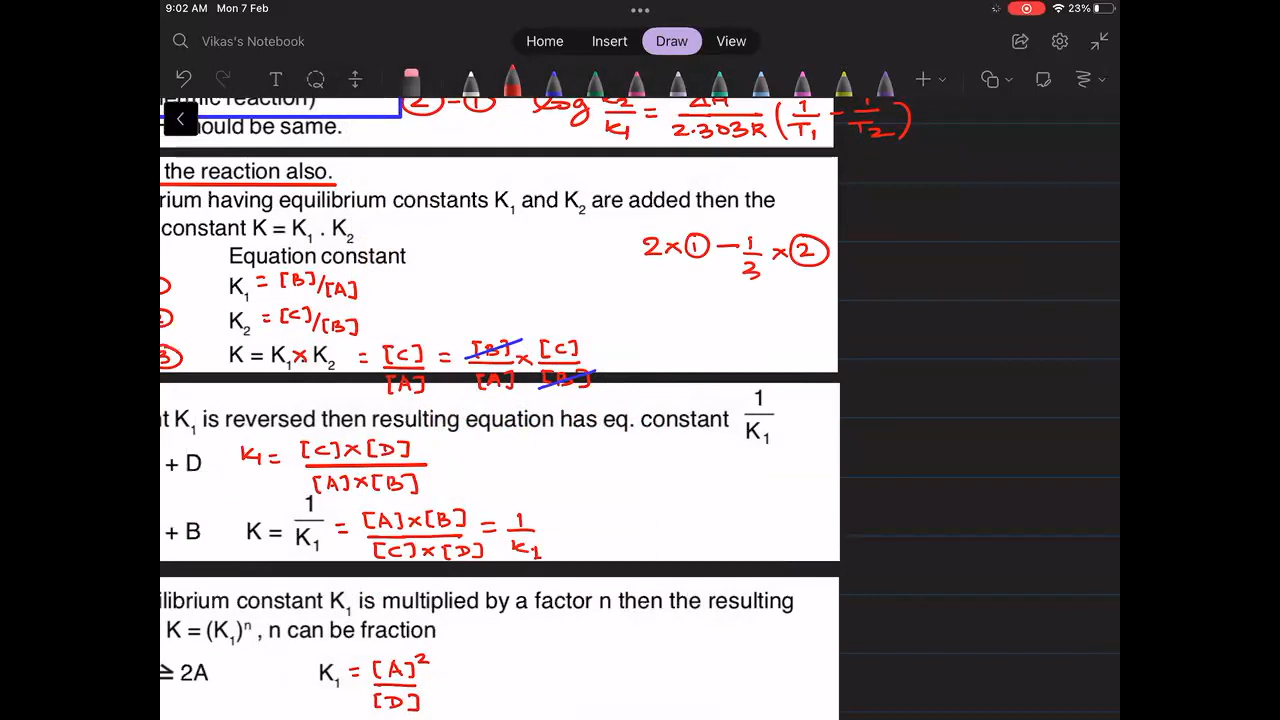 9:02 AM Mon 7 Feb
23%
Vikas's Notebook
Home Insert Draw View
② - ① log K2/K1 = ΔH/2.303R (1/T1 - 1/T2)
should be same.
the reaction also.
rium having equilibrium constants K1 and K2 are added then the
constant K = K1 . K2
2 × ① - 1/3 × ②
Equation constant
K1 = [B]/[A]
K2 = [C]/[B]
③ K = K1 × K2 = [C]/[A] = [B]/[A] × [C]/[B]
K1 is reversed then resulting equation has eq. constant 1/K1
+ D K1 = [C]×[D]/[A]×[B]
+ B K = 1/K1 = [A]×[B]/[C]×[D] = 1/K1
ilibrium constant K1 is multiplied by a factor n then the resulting
K = (K1)ⁿ , n can be fraction
2A K1 = [A]²/[D]